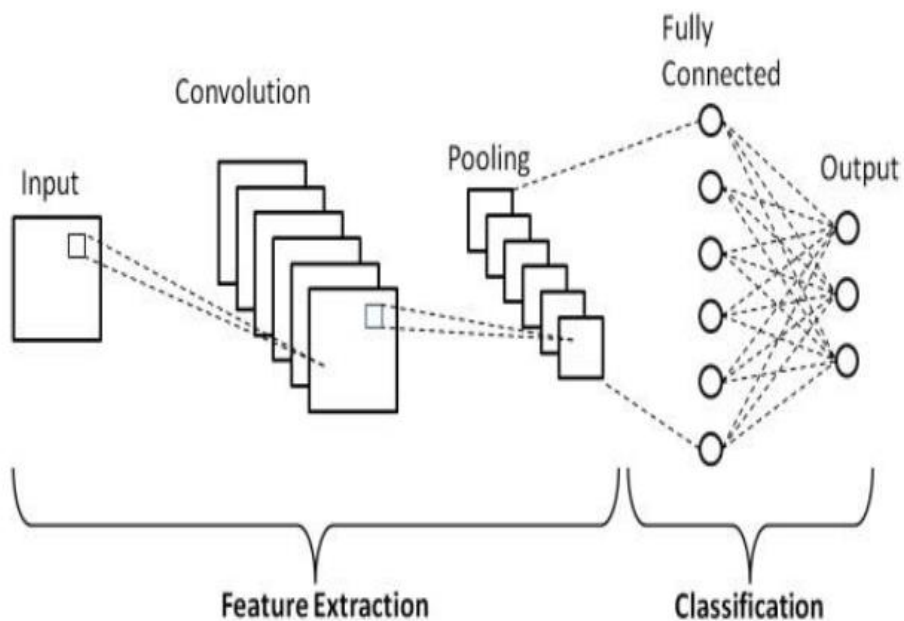 Fully
Connected
Convolution
Pooling
Output
Input
Feature Extraction
Classification